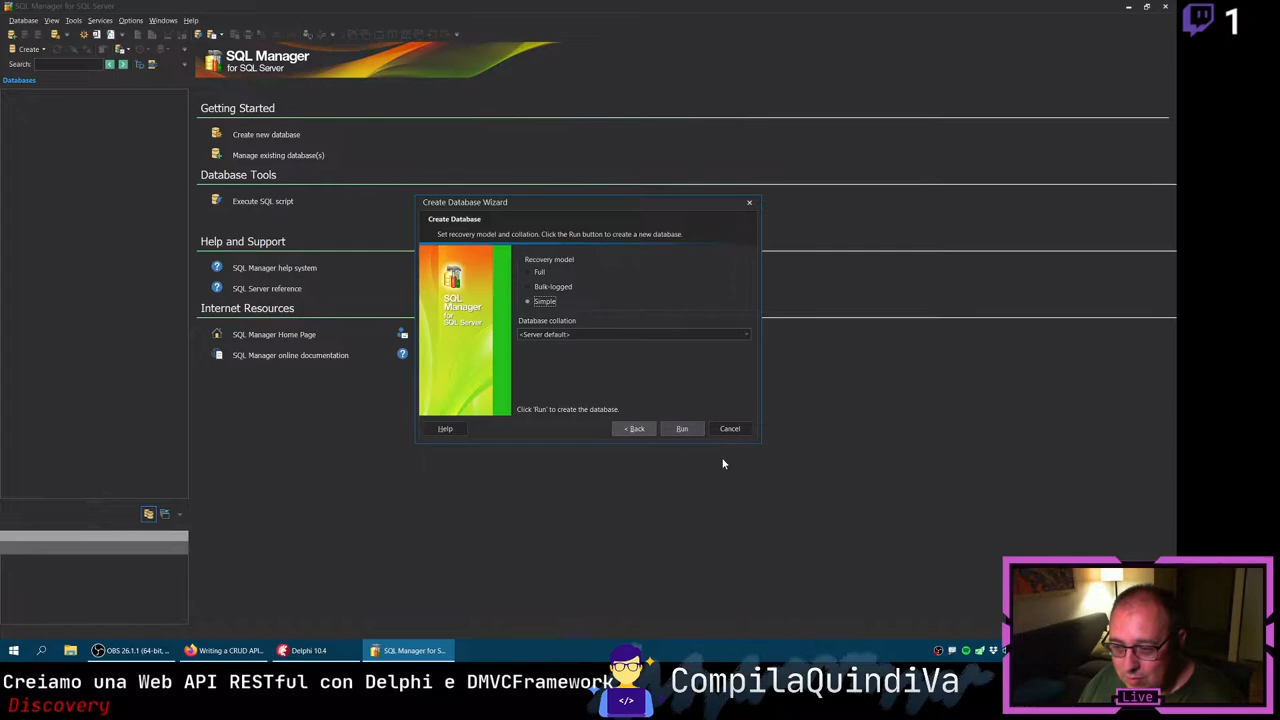 SQL Manager for SQL Server
Database View Tools Services Options Windows Help
Create
Search:
Databases
SQL Manager
for SQL Server
Getting Started
Create new database
Manage existing database(s)
Database Tools
Execute SQL script
Help and Support
SQL Manager help system
SQL Server reference
Internet Resources
SQL Manager Home Page
SQL Manager online documentation
Create Database Wizard
Create Database
Set recovery model and collation. Click the Run button to create a new database.
SQL
Manager
for
SQL Server
Recovery model
Full
Bulk-logged
Simple
Database collation
<Server default>
Click 'Run' to create the database.
Help
< Back
Run
Cancel
1
OBS 26.1.1 (64-bit, ...
Writing a CRUD API...
Delphi 10.4
SQL Manager for S...
Live
Creiamo una Web API RESTful con Delphi e DMVCFramework
Discovery
</>
CompilaQuindiVa